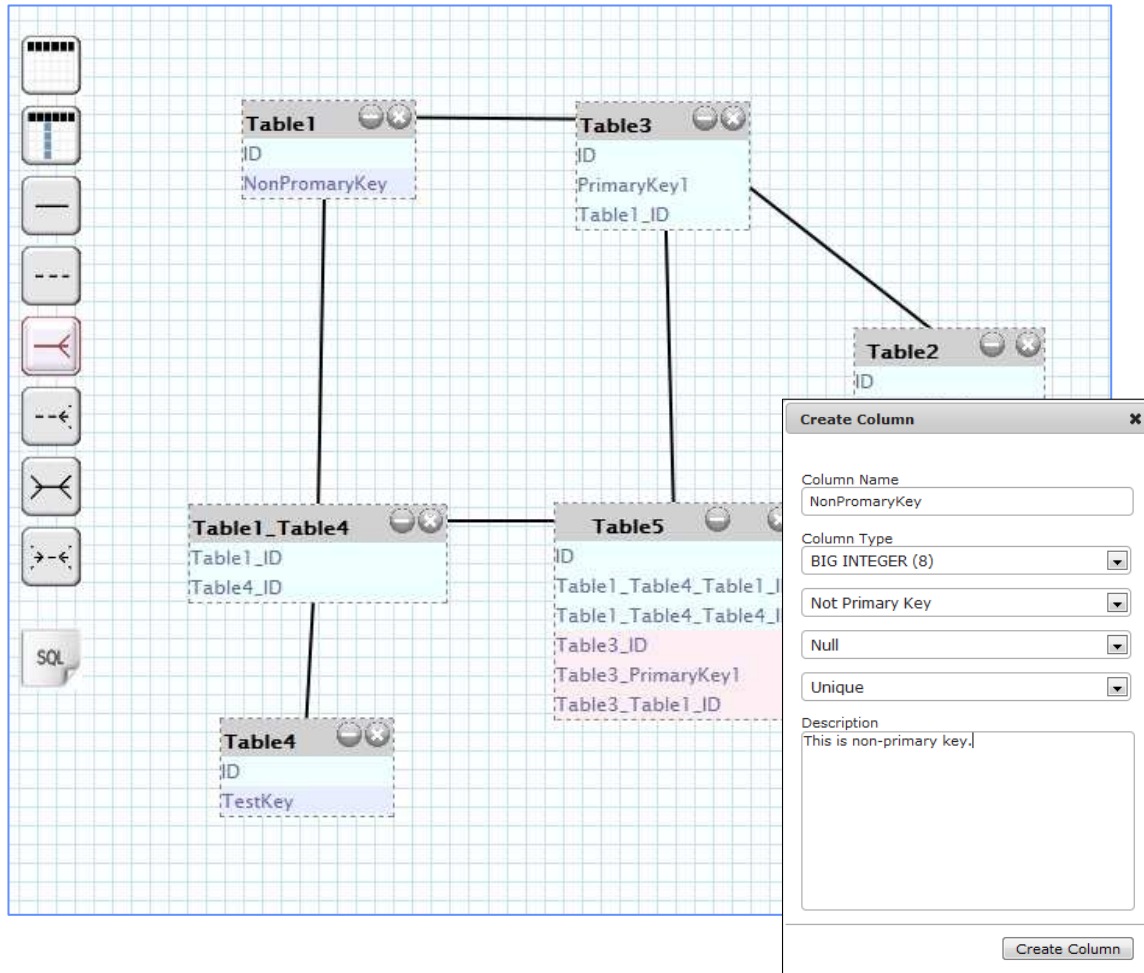 Table1
ID
NonPromaryKey
Table3
ID
PrimaryKey1
Table1_ID
Table2
ID
Table1_Table4
Table1_ID
Table4_ID
Table5
ID
Table1_Table4_Table1_I
Table1_Table4_Table4_I
Table3_ID
Table3_PrimaryKey1
Table3_Table1_ID
SQL
Table4
ID
TestKey
Create Column
Column Name
NonPromaryKey
Column Type
BIG INTEGER (8)
Not Primary Key
Null
Unique
Description
This is non-primary key.
Create Column